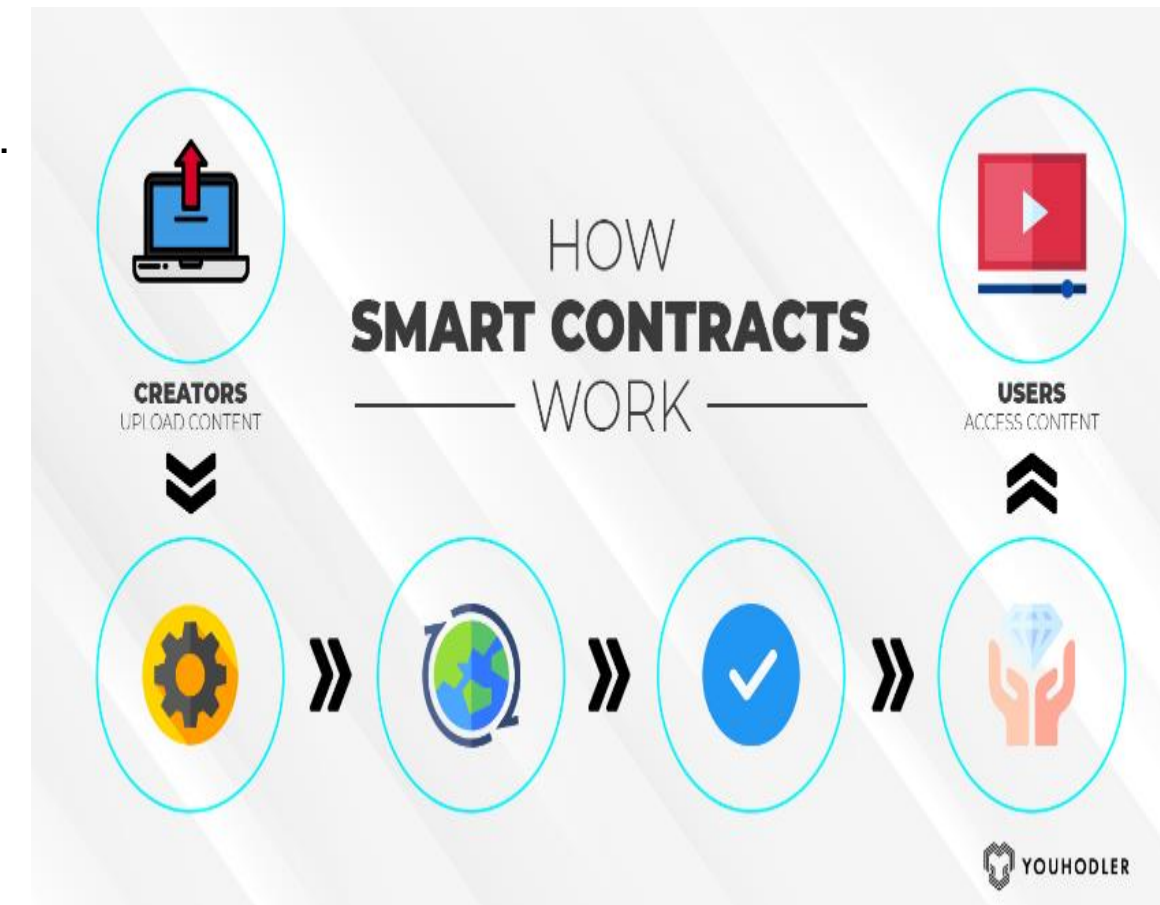 HOW
SMART CONTRACTS
WORK
CREATORS
UPLOAD CONTENT
USERS
ACCESS CONTENT
YOUHODLER